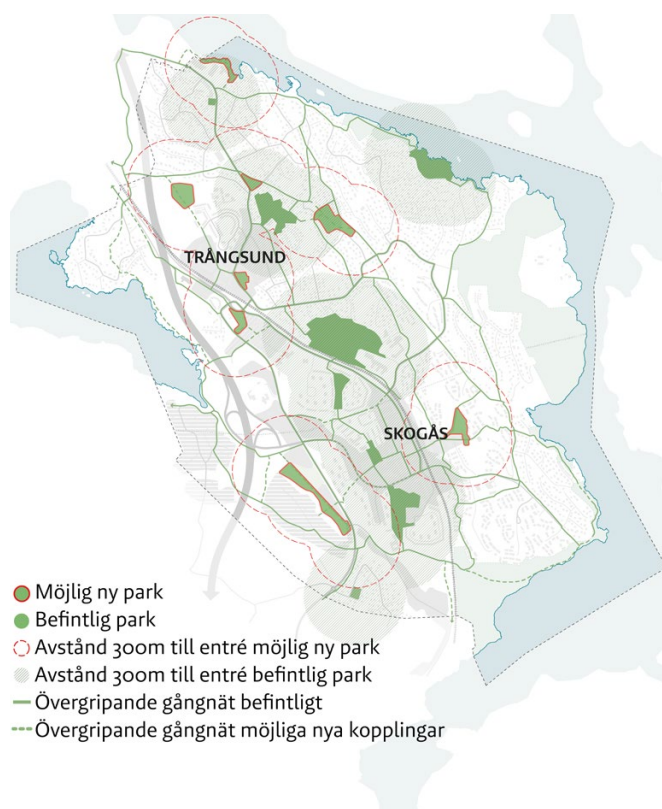 TRÅNGSUND
SKOGÅS
Möjlig ny park
Befintlig park
Avstånd 300m till entré möjlig ny park
Avstånd 300m till entré befintlig park
Övergripande gångnät befintligt
Övergripande gångnät möjliga nya kopplingar